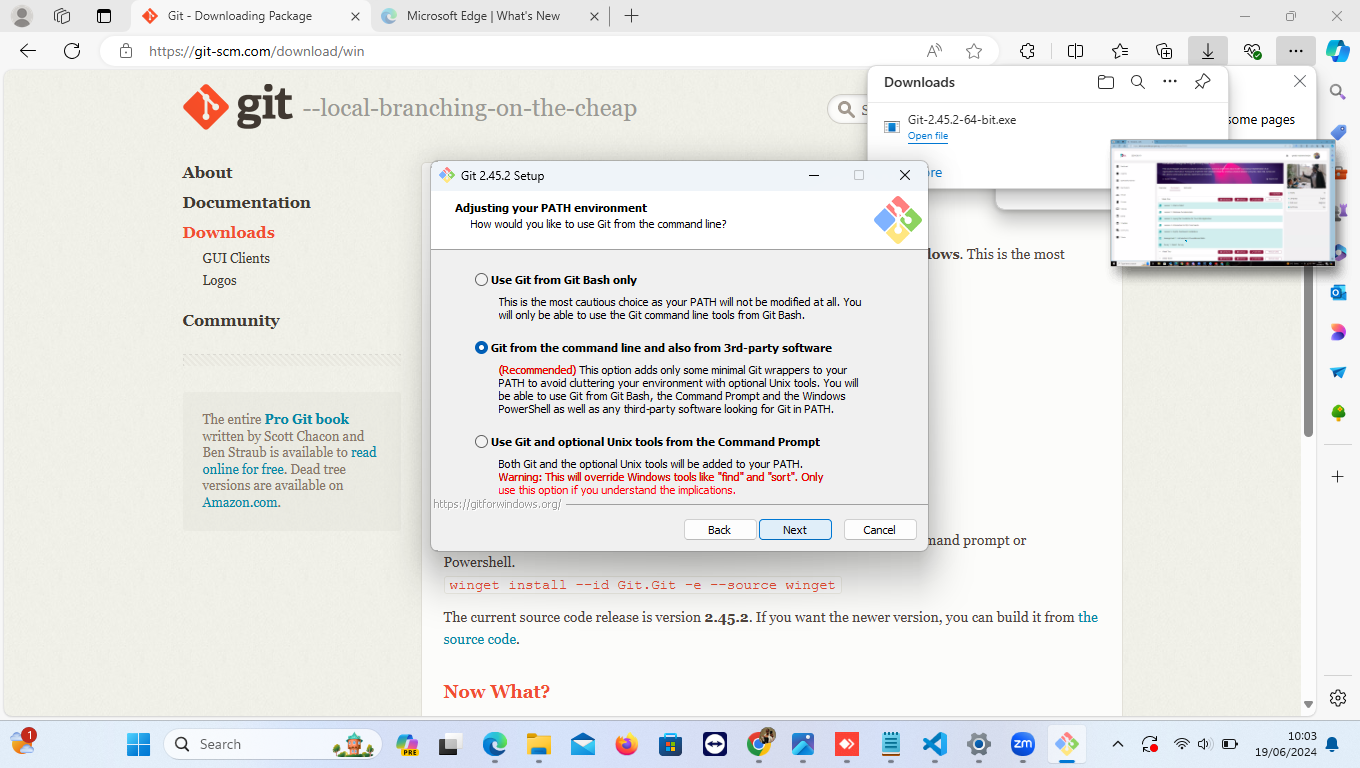 Git - Downloading Package
Microsoft Edge | What's New
https://git-scm.com/download/win
git --local-branching-on-the-cheap
S
Downloads
Git-2.45.2-64-bit.exe
Open file
ore
some pages
About
Documentation
Downloads
GUI Clients
Logos
Community
The entire Pro Git book
written by Scott Chacon and
Ben Straub is available to read
online for free. Dead tree
versions are available on
Amazon.com.
Git 2.45.2 Setup
Adjusting your PATH environment
How would you like to use Git from the command line?
Use Git from Git Bash only
This is the most cautious choice as your PATH will not be modified at all. You
will only be able to use the Git command line tools from Git Bash.
Git from the command line and also from 3rd-party software
(Recommended) This option adds only some minimal Git wrappers to your
PATH to avoid cluttering your environment with optional Unix tools. You will
be able to use Git from Git Bash, the Command Prompt and the Windows
PowerShell as well as any third-party software looking for Git in PATH.
Use Git and optional Unix tools from the Command Prompt
Both Git and the optional Unix tools will be added to your PATH.
Warning: This will override Windows tools like "find" and "sort". Only
use this option if you understand the implications.
https://gitforwindows.org/
Back
Next
Cancel
lows. This is the most
mand prompt or
Powershell.
winget install --id Git.Git -e --source winget
The current source code release is version 2.45.2. If you want the newer version, you can build it from the
source code.
Now What?
1
Search
PRE
zm
10:03
19/06/2024